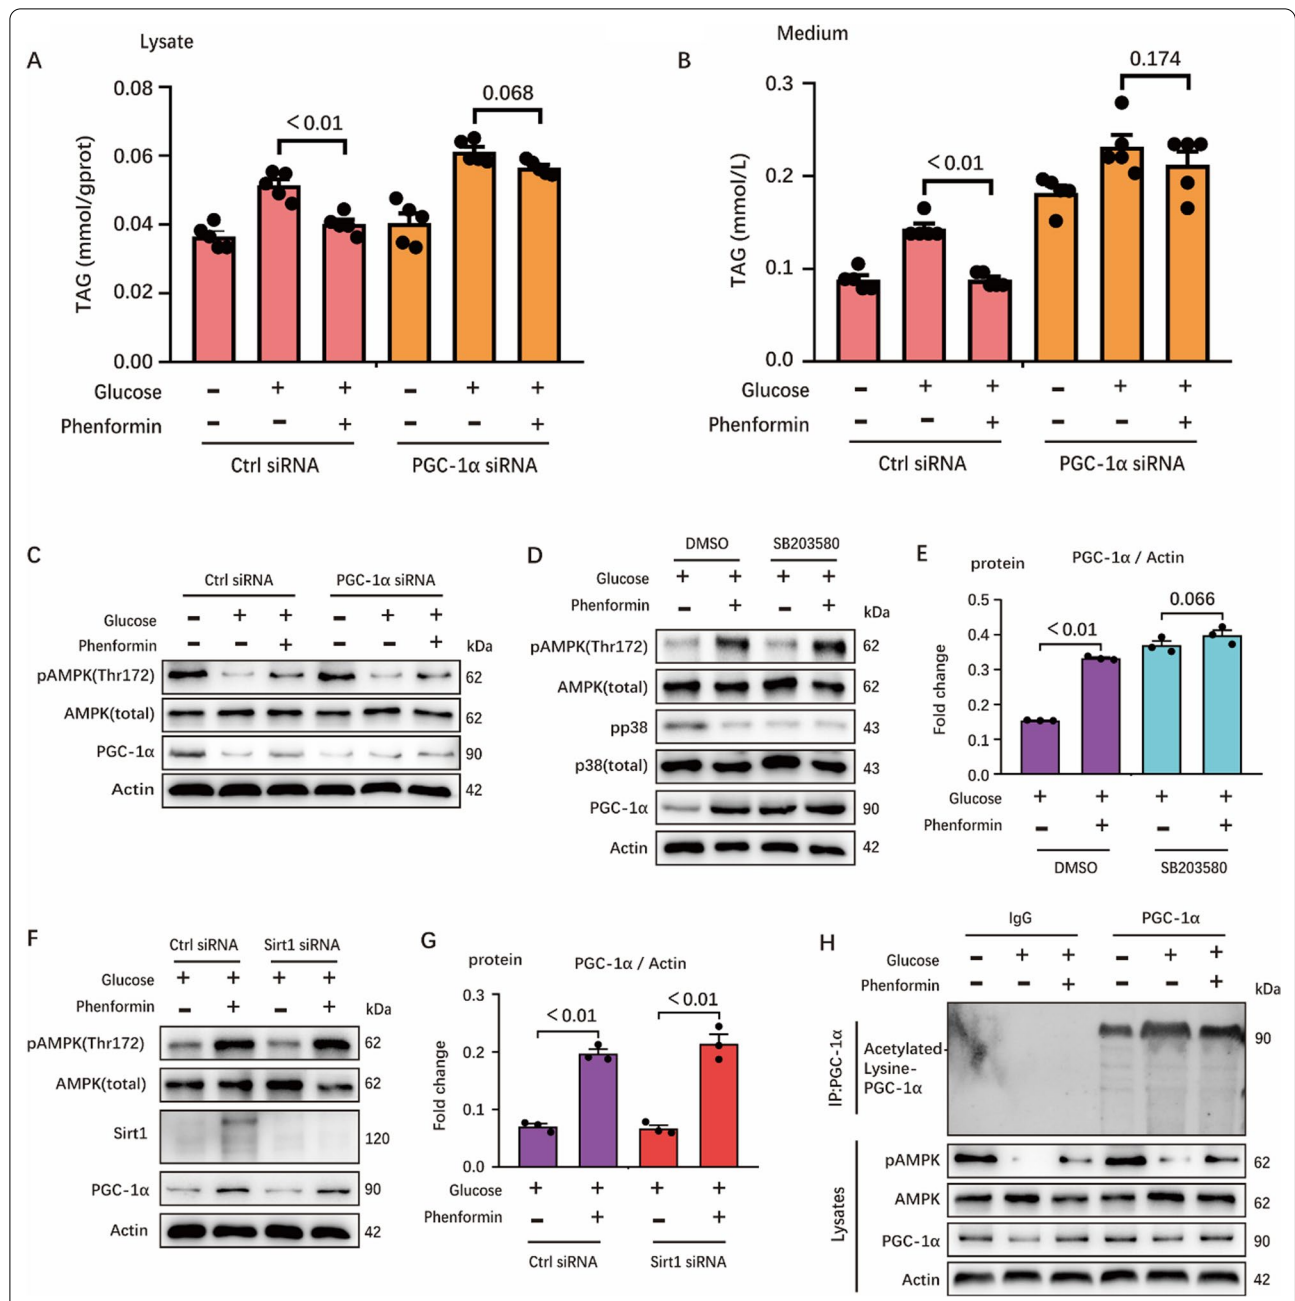 A
Lysate
TAG (mmol/gprot)
0.08
0.06
0.04
0.02
0.00
< 0.01
0.068
Glucose - + + - + +
Phenformin - - + - - +
Ctrl siRNA PGC-1α siRNA
B
Medium
TAG (mmol/L)
0.3
0.2
0.1
0.0
< 0.01
0.174
Glucose - + + - + +
Phenformin - - + - - +
Ctrl siRNA PGC-1α siRNA
C
Ctrl siRNA PGC-1α siRNA
Glucose - + + - + +
Phenformin - - + - - + kDa
pAMPK(Thr172) 62
AMPK(total) 62
PGC-1α 90
Actin 42
D
DMSO SB203580
Glucose + + + +
Phenformin - + - + kDa
pAMPK(Thr172) 62
AMPK(total) 62
pp38 43
p38(total) 43
PGC-1α 90
Actin 42
E
protein PGC-1α / Actin
Fold change
0.5
0.4
0.3
0.2
0.1
0.0
< 0.01
0.066
Glucose + + + +
Phenformin - + - +
DMSO SB203580
F
Ctrl siRNA Sirt1 siRNA
Glucose + + + +
Phenformin - + - + kDa
pAMPK(Thr172) 62
AMPK(total) 62
Sirt1 120
PGC-1α 90
Actin 42
G
protein PGC-1α / Actin
Fold change
0.3
0.2
0.1
0.0
< 0.01
< 0.01
Glucose + + + +
Phenformin - + - +
Ctrl siRNA Sirt1 siRNA
H
IgG PGC-1α
Glucose - + + - + +
Phenformin - - + - - + kDa
IP:PGC-1α
Acetylated-
Lysine-
PGC-1α
90
Lysates
pAMPK 62
AMPK 62
PGC-1α 90
Actin 42